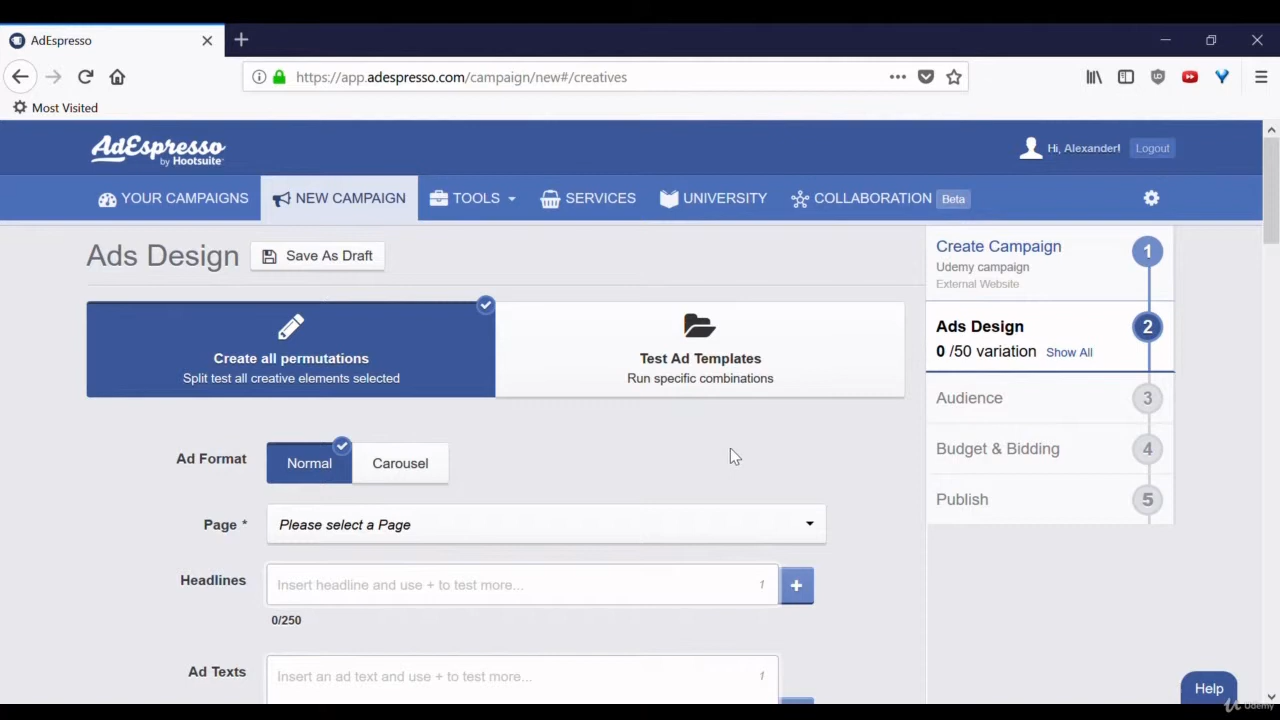 AdEspresso
https://app.adespresso.com/campaign/new#/creatives
Most Visited
AdEspresso
by Hootsuite
Hi, Alexander!
Logout
YOUR CAMPAIGNS
NEW CAMPAIGN
TOOLS
SERVICES
UNIVERSITY
COLLABORATION
Beta
Ads Design
Save As Draft
Create all permutations
Split test all creative elements selected
Test Ad Templates
Run specific combinations
Ad Format
Normal
Carousel
Page *
Please select a Page
Headlines
Insert headline and use + to test more...
1
+
0/250
Ad Texts
Insert an ad text and use + to test more...
1
Create Campaign
Udemy campaign
External Website
1
Ads Design
0 /50 variation Show All
2
Audience
3
Budget & Bidding
4
Publish
5
Help
Udemy